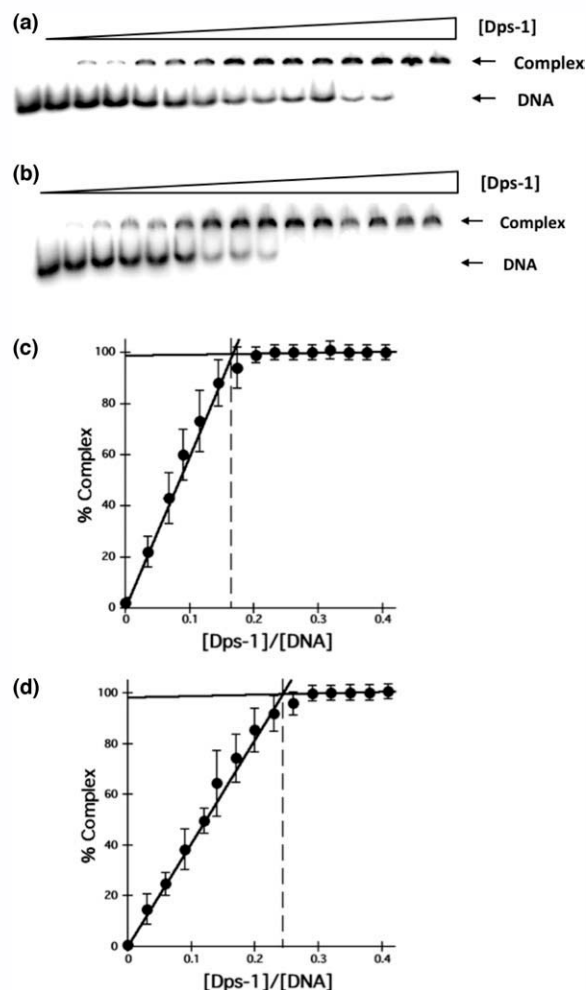 (a)
[Dps-1]
Complex
DNA
(b)
[Dps-1]
Complex
DNA
(c)
100
80
60
40
20
0
% Complex
0.1 0.2 0.3 0.4
[Dps-1]/[DNA]
(d)
100
80
60
40
20
0
% Complex
0 0.1 0.2 0.3 0.4
[Dps-1]/[DNA]